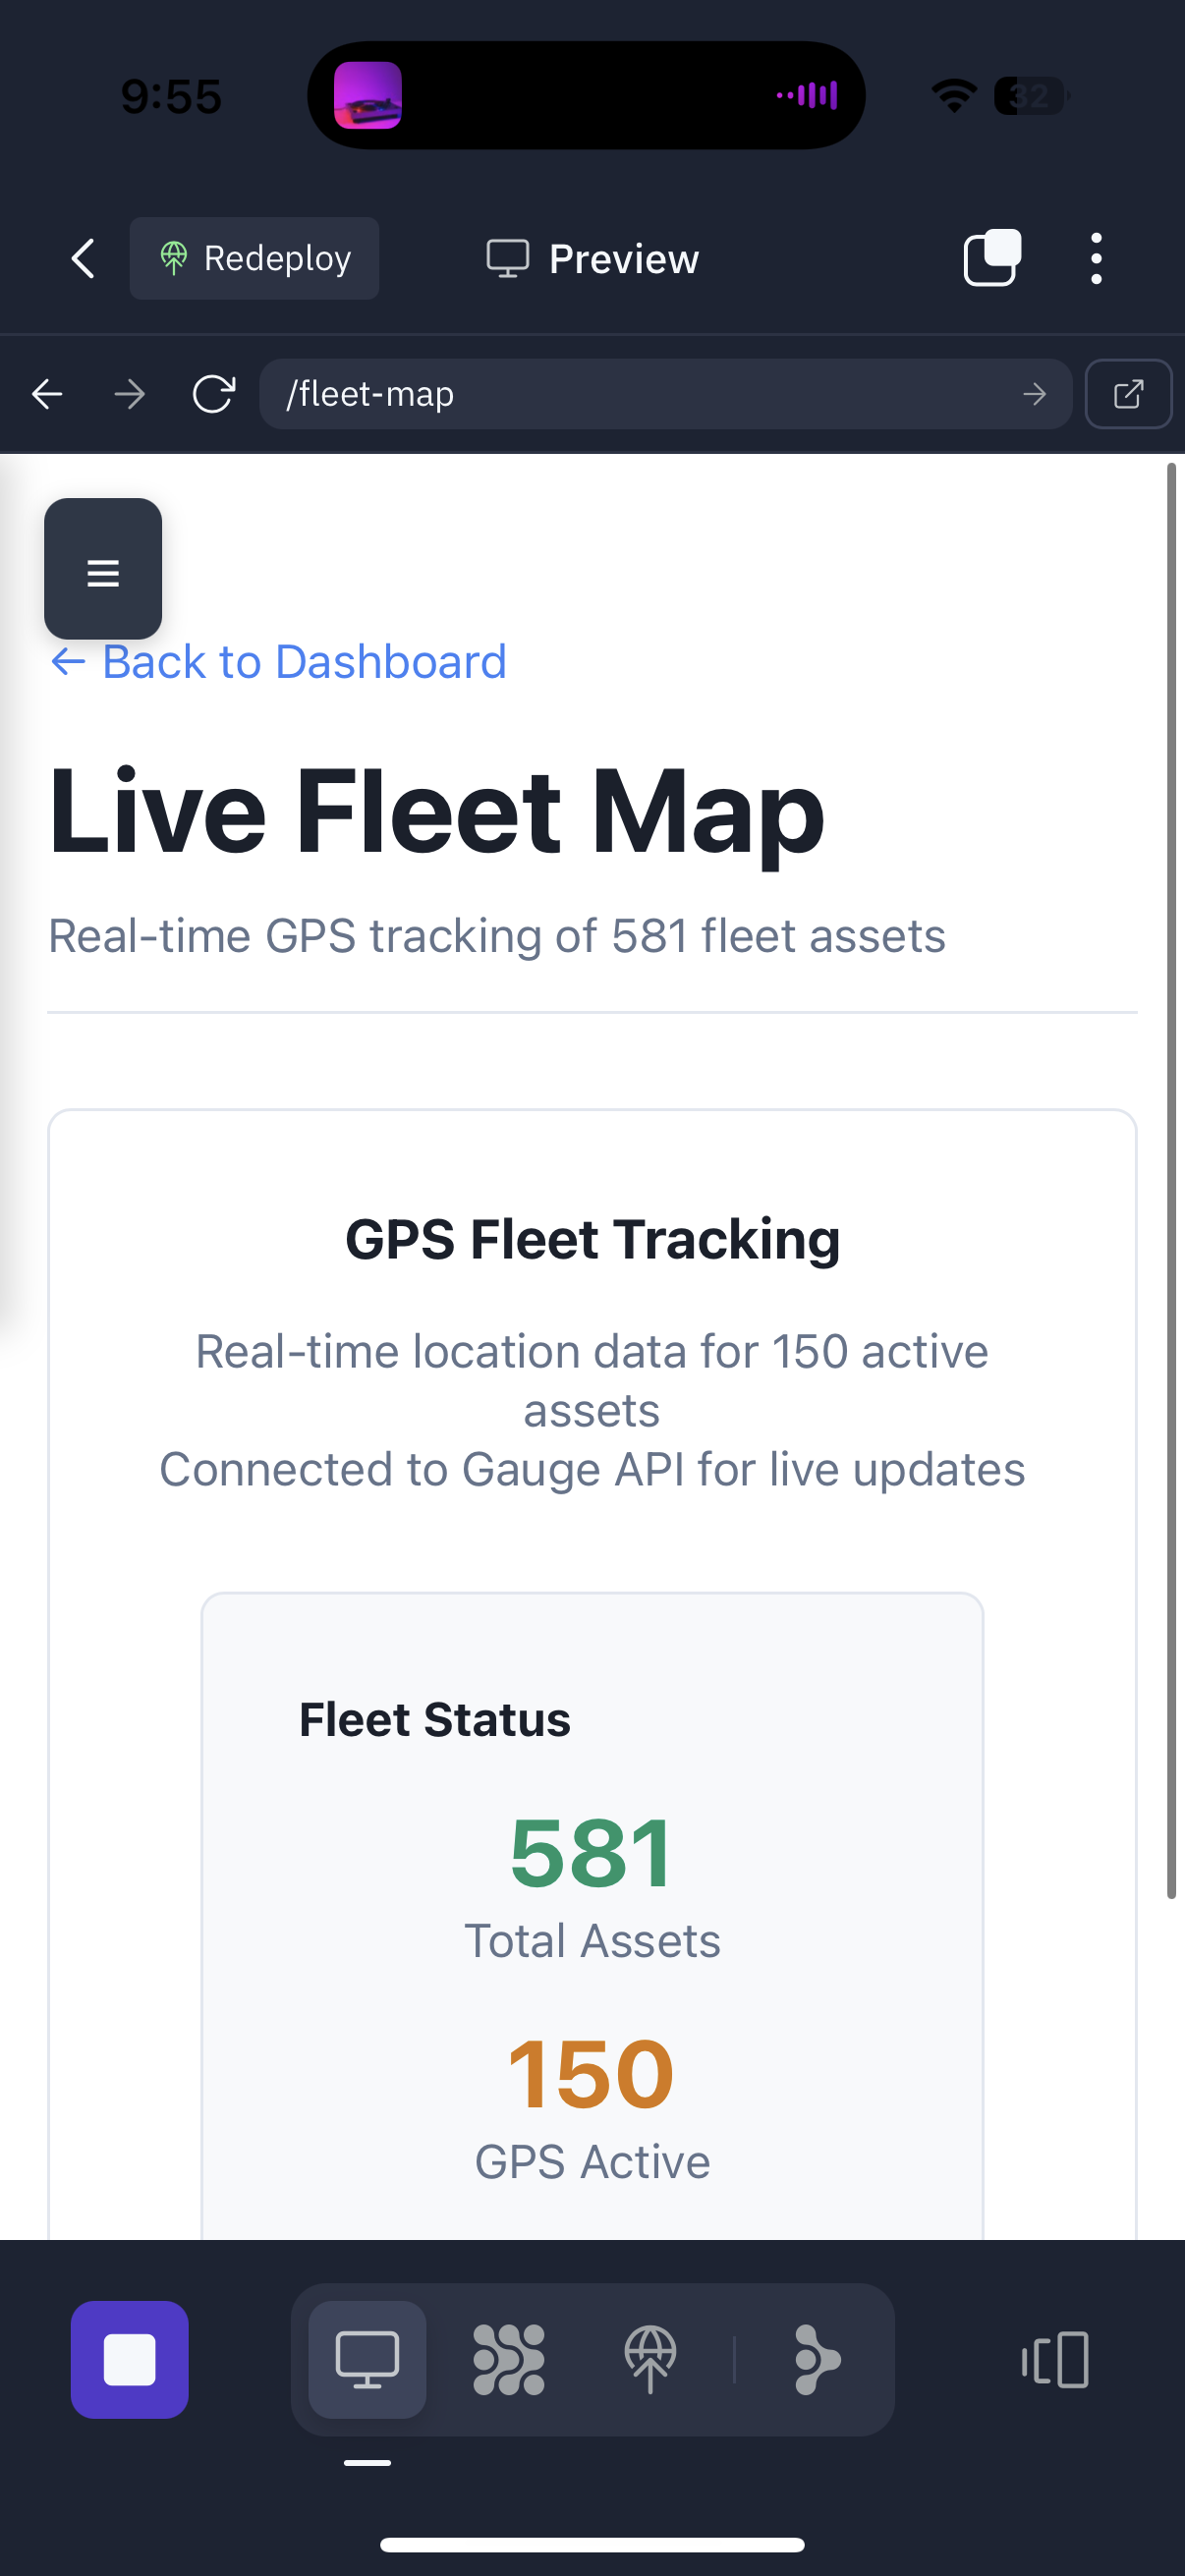 9:55
32
Redeploy
Preview
/fleet-map
← Back to Dashboard
Live Fleet Map
Real-time GPS tracking of 581 fleet assets
GPS Fleet Tracking
Real-time location data for 150 active
assets
Connected to Gauge API for live updates
Fleet Status
581
Total Assets
150
GPS Active